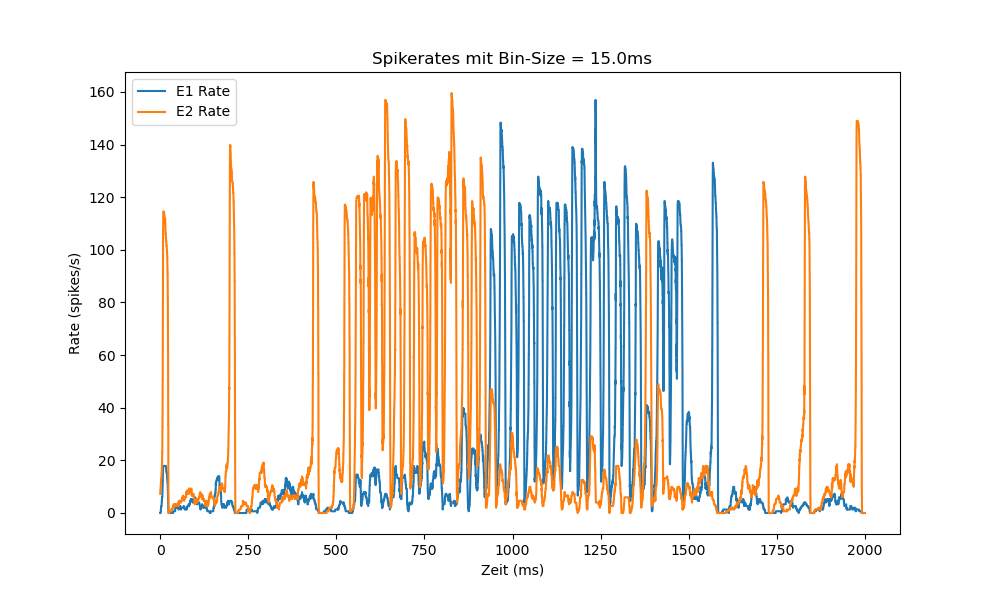 Spikerates mit Bin-Size = 15.0ms
E1 Rate
E2 Rate
160
140
120
100
80
60
40
20
0
Rate (spikes/s)
0 250 500 750 1000 1250 1500 1750 2000
Zeit (ms)